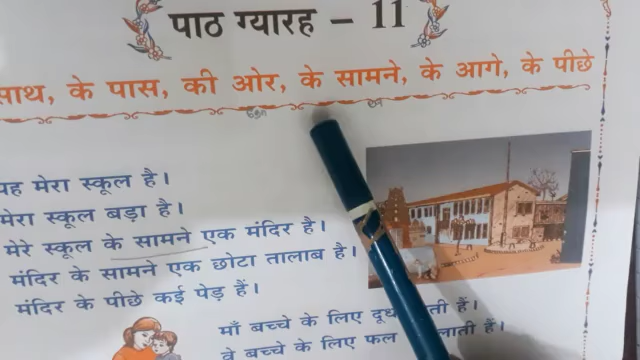 पाठ ग्यारह – 11
साथ, के पास, की ओर, के सामने, के आगे, के पीछे
यह मेरा स्कूल है।
मेरा स्कूल बड़ा है।
मेरे स्कूल के सामने एक मंदिर है।
मंदिर के सामने एक छोटा तालाब है।
मंदिर के पीछे कई पेड़ हैं।
माँ बच्चे के लिए हैं।
वे बच्चे के लिए फल हैं।